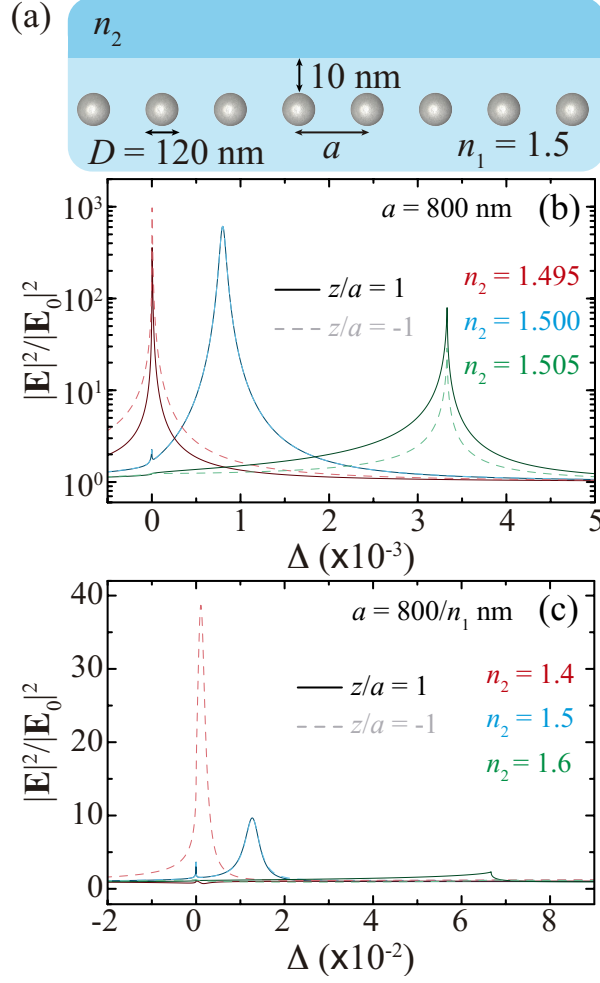 (a)
n₂
10 nm
D = 120 nm
a
n₁ = 1.5
(b)
a = 800 nm
10³
10²
10¹
10⁰
|E|²/|E₀|²
z/a = 1
z/a = -1
n₂ = 1.495
n₂ = 1.500
n₂ = 1.505
0 1 2 3 4 5
Δ (x10⁻³)
(c)
a = 800/n₁ nm
40
30
20
10
0
|E|²/|E₀|²
z/a = 1
z/a = -1
n₂ = 1.4
n₂ = 1.5
n₂ = 1.6
-2 0 2 4 6 8
Δ (x10⁻²)